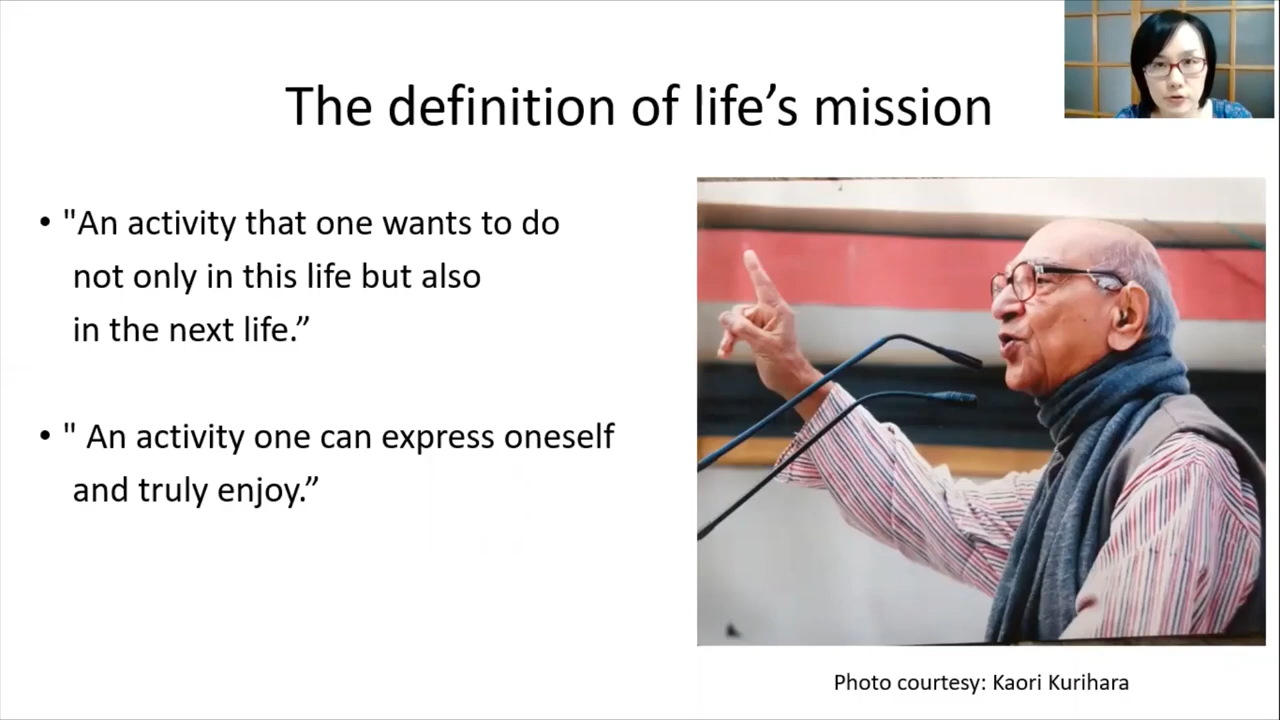 The definition of life’s mission
• "An activity that one wants to do
not only in this life but also
in the next life.”
• " An activity one can express oneself
and truly enjoy.”
Photo courtesy: Kaori Kurihara